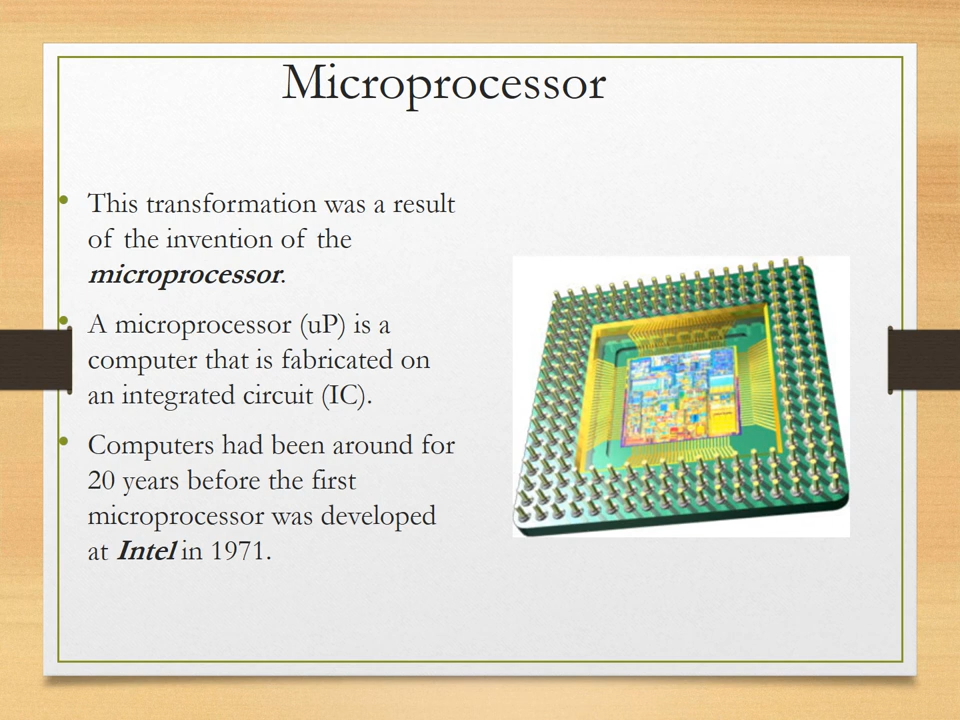 Microprocessor
• This transformation was a result
of the invention of the
microprocessor.
• A microprocessor (uP) is a
computer that is fabricated on
an integrated circuit (IC).
• Computers had been around for
20 years before the first
microprocessor was developed
at Intel in 1971.